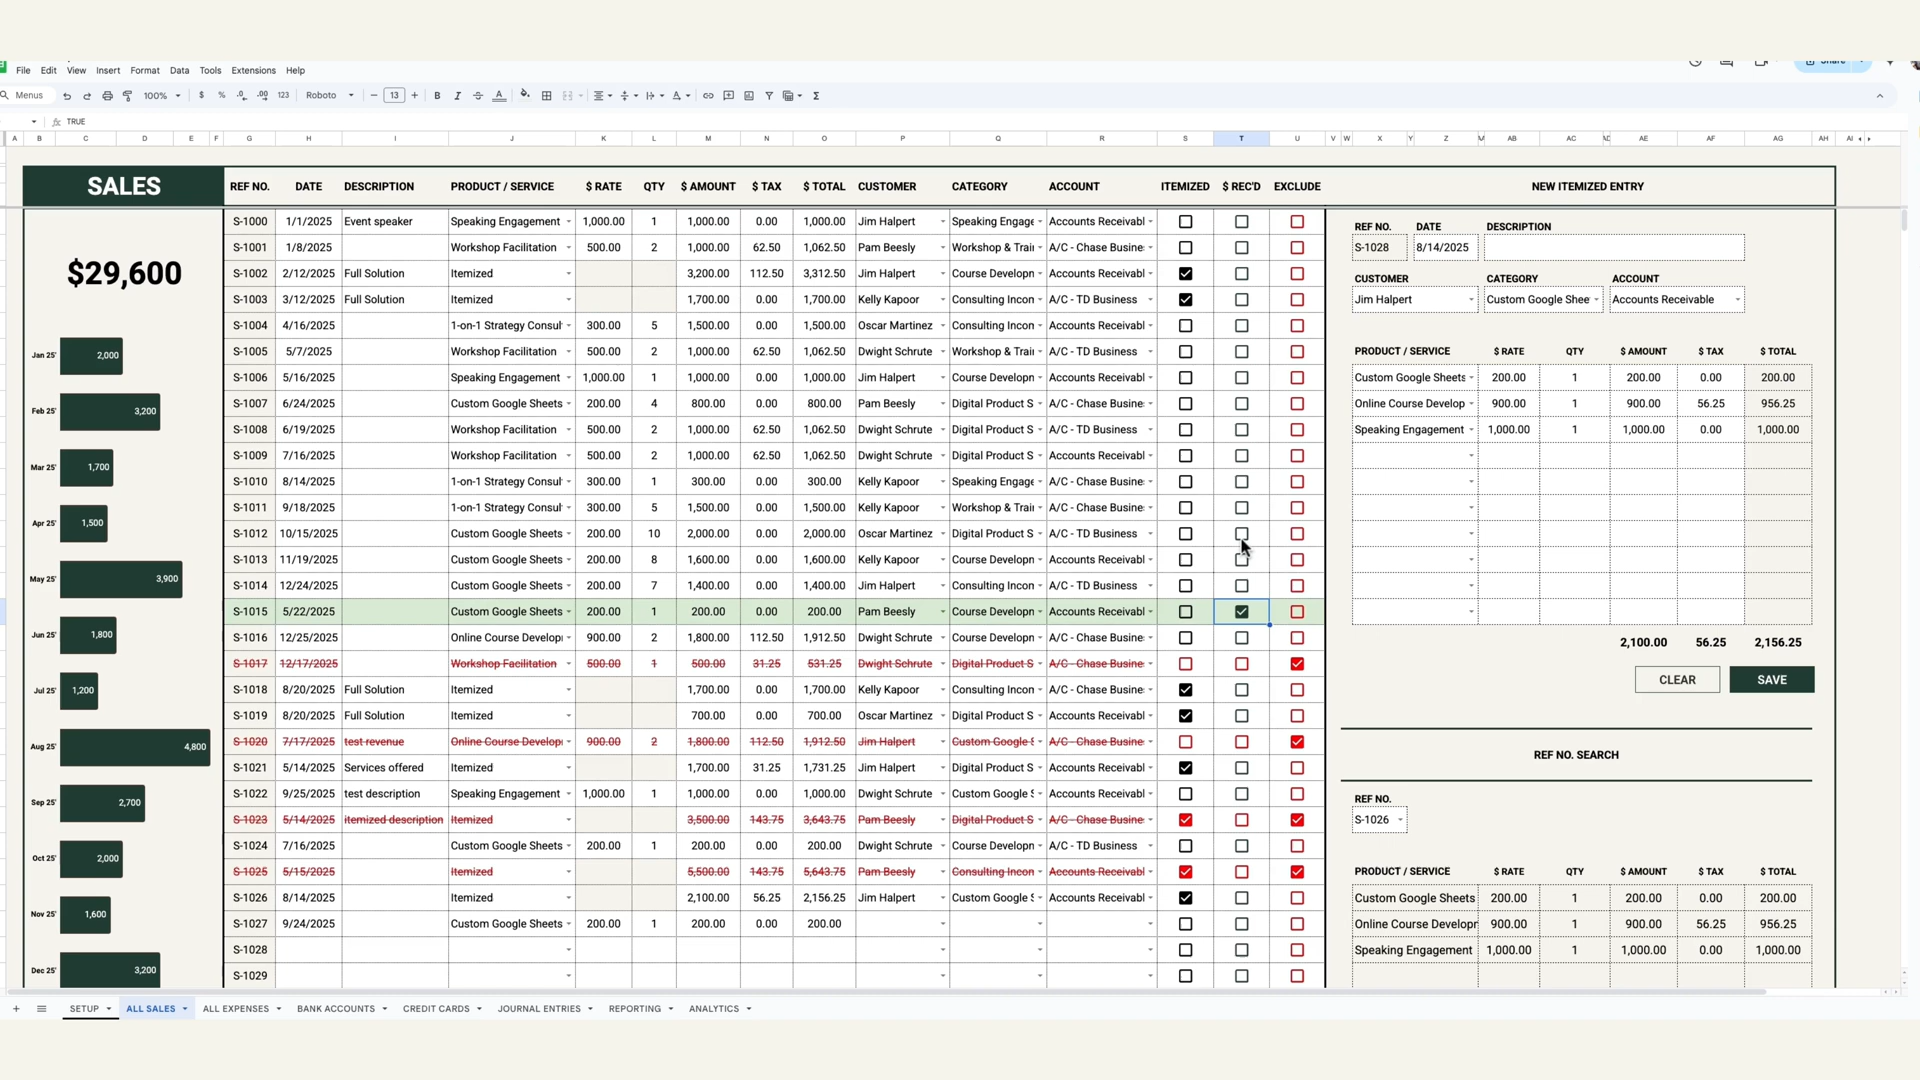 File Edit View Insert Format Data Tools Extensions Help
Menus 100% $ % .0 .00 123 Roboto 13
TRUE
A B C D E F G H I J K L M N O P Q R S T U V W X Y Z AB AC AE AF AG AH AI
SALES REF NO. DATE DESCRIPTION PRODUCT / SERVICE $ RATE QTY $ AMOUNT $ TAX $ TOTAL CUSTOMER CATEGORY ACCOUNT ITEMIZED $ REC'D EXCLUDE NEW ITEMIZED ENTRY
$29,600
Jan 25' 2,000
Feb 25' 3,200
Mar 25' 1,700
Apr 25' 1,500
May 25' 3,900
Jun 25' 1,800
Jul 25' 1,200
Aug 25' 4,800
Sep 25' 2,700
Oct 25' 2,000
Nov 25' 1,600
Dec 25' 3,200
S-1000 1/1/2025 Event speaker Speaking Engagement 1,000.00 1 1,000.00 0.00 1,000.00 Jim Halpert Speaking Engage Accounts Receivabl
S-1001 1/8/2025 Workshop Facilitation 500.00 2 1,000.00 62.50 1,062.50 Pam Beesly Workshop & Trai A/C - Chase Busine
S-1002 2/12/2025 Full Solution Itemized 3,200.00 112.50 3,312.50 Jim Halpert Course Developn Accounts Receivabl
S-1003 3/12/2025 Full Solution Itemized 1,700.00 0.00 1,700.00 Kelly Kapoor Consulting Incon A/C - TD Business
S-1004 4/16/2025 1-on-1 Strategy Consul 300.00 5 1,500.00 0.00 1,500.00 Oscar Martinez Consulting Incon Accounts Receivabl
S-1005 5/7/2025 Workshop Facilitation 500.00 2 1,000.00 62.50 1,062.50 Dwight Schrute Workshop & Trai A/C - TD Business
S-1006 5/16/2025 Speaking Engagement 1,000.00 1 1,000.00 0.00 1,000.00 Jim Halpert Course Developn Accounts Receivabl
S-1007 6/24/2025 Custom Google Sheets 200.00 4 800.00 0.00 800.00 Pam Beesly Digital Product S A/C - Chase Busine
S-1008 6/19/2025 Workshop Facilitation 500.00 2 1,000.00 62.50 1,062.50 Dwight Schrute Digital Product S A/C - TD Business
S-1009 7/16/2025 Workshop Facilitation 500.00 2 1,000.00 62.50 1,062.50 Dwight Schrute Digital Product S Accounts Receivabl
S-1010 8/14/2025 1-on-1 Strategy Consul 300.00 1 300.00 0.00 300.00 Kelly Kapoor Speaking Engage A/C - Chase Busine
S-1011 9/18/2025 1-on-1 Strategy Consul 300.00 5 1,500.00 0.00 1,500.00 Kelly Kapoor Workshop & Trai A/C - Chase Busine
S-1012 10/15/2025 Custom Google Sheets 200.00 10 2,000.00 0.00 2,000.00 Oscar Martinez Digital Product S A/C - TD Business
S-1013 11/19/2025 Custom Google Sheets 200.00 8 1,600.00 0.00 1,600.00 Kelly Kapoor Course Developn Accounts Receivabl
S-1014 12/24/2025 Custom Google Sheets 200.00 7 1,400.00 0.00 1,400.00 Jim Halpert Consulting Incon A/C - TD Business
S-1015 5/22/2025 Custom Google Sheets 200.00 1 200.00 0.00 200.00 Pam Beesly Course Developn Accounts Receivabl
S-1016 12/25/2025 Online Course Develop 900.00 2 1,800.00 112.50 1,912.50 Dwight Schrute Course Developn A/C - Chase Busine
S-1017 12/17/2025 Workshop Facilitation 500.00 1 500.00 31.25 531.25 Dwight Schrute Digital Product S A/C - Chase Busine
S-1018 8/20/2025 Full Solution Itemized 1,700.00 0.00 1,700.00 Kelly Kapoor Consulting Incon A/C - Chase Busine
S-1019 8/20/2025 Full Solution Itemized 700.00 0.00 700.00 Oscar Martinez Digital Product S Accounts Receivabl
S-1020 7/17/2025 test revenue Online Course Develop 900.00 2 1,800.00 112.50 1,912.50 Jim Halpert Custom Google S A/C - Chase Busine
S-1021 5/14/2025 Services offered Itemized 1,700.00 31.25 1,731.25 Jim Halpert Digital Product S Accounts Receivabl
S-1022 9/25/2025 test description Speaking Engagement 1,000.00 1 1,000.00 0.00 1,000.00 Dwight Schrute Custom Google S Accounts Receivabl
S-1023 5/14/2025 itemized description Itemized 3,500.00 143.75 3,643.75 Pam Beesly Digital Product S A/C - Chase Busine
S-1024 7/16/2025 Custom Google Sheets 200.00 1 200.00 0.00 200.00 Dwight Schrute Course Developn A/C - TD Business
S-1025 5/15/2025 Itemized 5,500.00 143.75 5,643.75 Pam Beesly Consulting Incon Accounts Receivabl
S-1026 8/14/2025 Itemized 2,100.00 56.25 2,156.25 Jim Halpert Custom Google S Accounts Receivabl
S-1027 9/24/2025 Custom Google Sheets 200.00 1 200.00 0.00 200.00
S-1028
S-1029
REF NO. DATE DESCRIPTION
S-1028 8/14/2025
CUSTOMER CATEGORY ACCOUNT
Jim Halpert Custom Google Shee Accounts Receivable
PRODUCT / SERVICE $ RATE QTY $ AMOUNT $ TAX $ TOTAL
Custom Google Sheets 200.00 1 200.00 0.00 200.00
Online Course Develop 900.00 1 900.00 56.25 956.25
Speaking Engagement 1,000.00 1 1,000.00 0.00 1,000.00
2,100.00 56.25 2,156.25
CLEAR SAVE
REF NO. SEARCH
REF NO.
S-1026
PRODUCT / SERVICE $ RATE QTY $ AMOUNT $ TAX $ TOTAL
Custom Google Sheets 200.00 1 200.00 0.00 200.00
Online Course Developr 900.00 1 900.00 56.25 956.25
Speaking Engagement 1,000.00 1 1,000.00 0.00 1,000.00
SETUP ALL SALES ALL EXPENSES BANK ACCOUNTS CREDIT CARDS JOURNAL ENTRIES REPORTING ANALYTICS